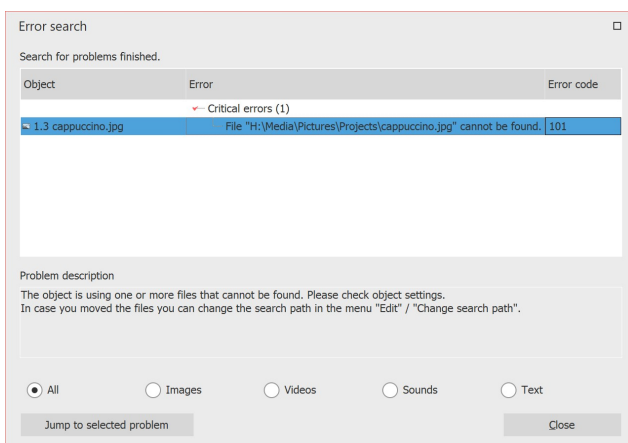 Error search
Search for problems finished.
Object Error Error code
Critical errors (1)
1.3 cappuccino.jpg File "H:\Media\Pictures\Projects\cappuccino.jpg" cannot be found. 101
Problem description
The object is using one or more files that cannot be found. Please check object settings.
In case you moved the files you can change the search path in the menu "Edit" / "Change search path".
All Images Videos Sounds Text
Jump to selected problem Close